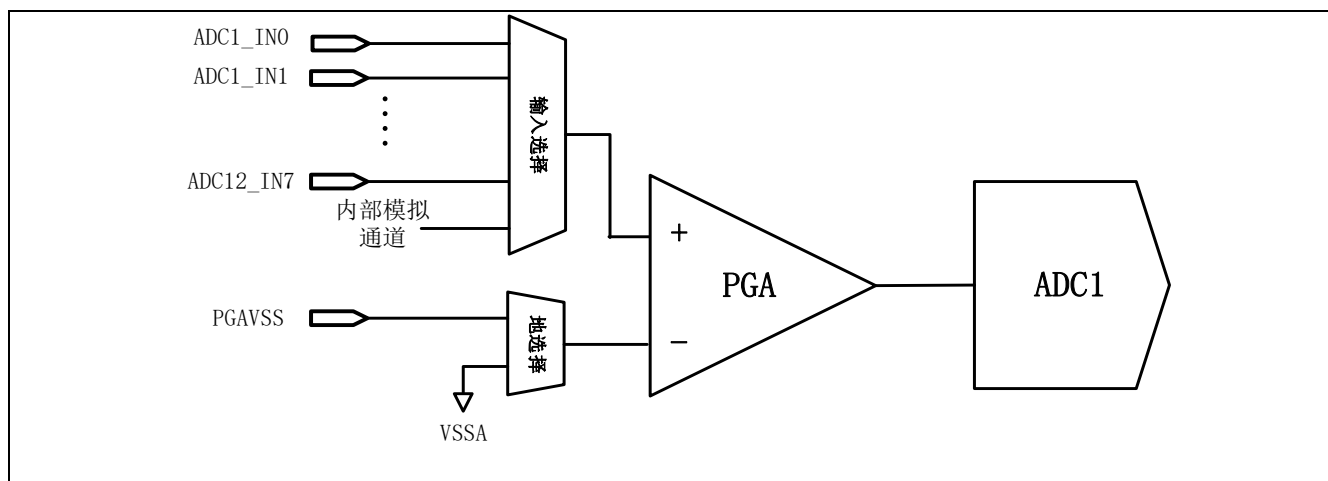 ADC1_IN0
ADC1_IN1
ADC12_IN7
内部模拟
通道
输入选择
PGAVSS
地选择
VSSA
+
PGA
-
ADC1